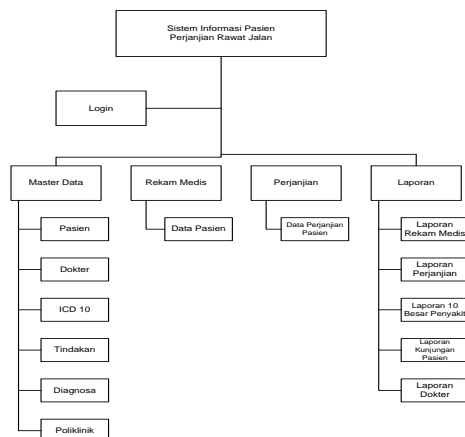 Sistem Informasi Pasien
Perjanjian Rawat Jalan
Login
Master Data
Rekam Medis
Perjanjian
Laporan
Pasien
Dokter
ICD 10
Tindakan
Diagnosa
Poliklinik
Data Pasien
Data Perjanjian
Pasien
Laporan
Rekam Medis
Laporan
Perjanjian
Laporan 10
Besar Penyakit
Laporan
Kunjungan
Pasien
Laporan
Dokter